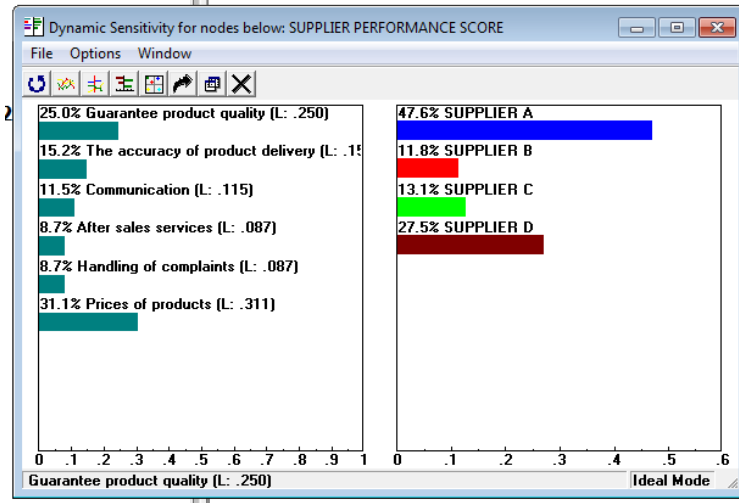 Dynamic Sensitivity for nodes below: SUPPLIER PERFORMANCE SCORE
File Options Window
25.0% Guarantee product quality (L: .250)
15.2% The accuracy of product delivery (L: .15
11.5% Communication (L: .115)
8.7% After sales services (L: .087)
8.7% Handling of complaints (L: .087)
31.1% Prices of products (L: .311)
0 .1 .2 .3 .4 .5 .6 .7 .8 .9 1
47.6% SUPPLIER A
11.8% SUPPLIER B
13.1% SUPPLIER C
27.5% SUPPLIER D
0 .1 .2 .3 .4 .5 .6
Guarantee product quality (L: .250)
Ideal Mode